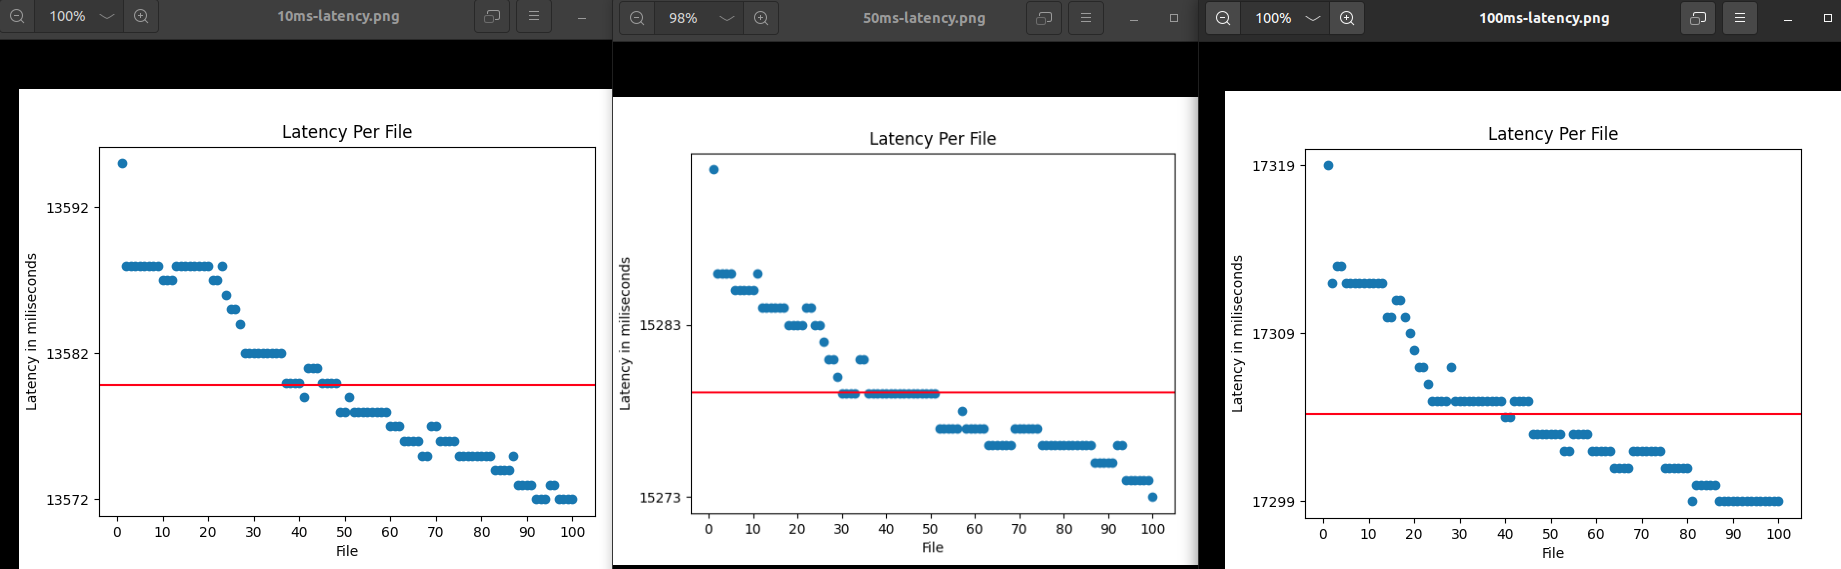 100%
10ms-latency.png
Latency Per File
13592
13582
13572
Latency in miliseconds
0 10 20 30 40 50 60 70 80 90 100
File
98%
50ms-latency.png
Latency Per File
15283
15273
Latency in miliseconds
0 10 20 30 40 50 60 70 80 90 100
File
100%
100ms-latency.png
Latency Per File
17319
17309
17299
Latency in miliseconds
0 10 20 30 40 50 60 70 80 90 100
File